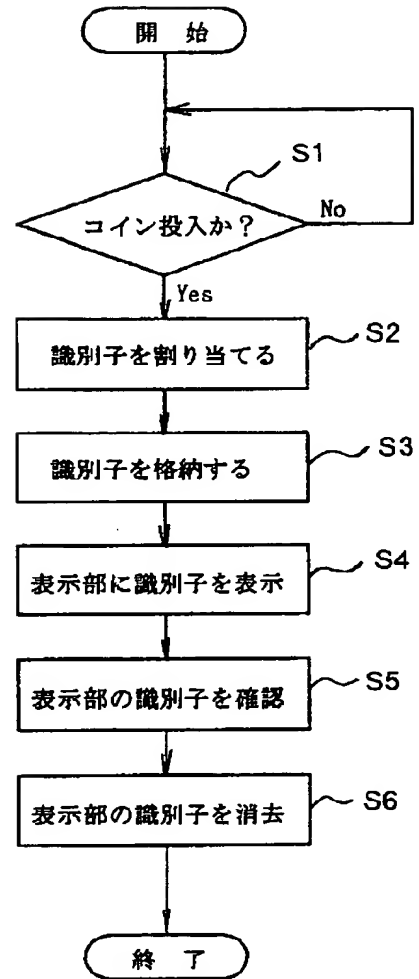 開 始
S1
コイン投入か?
No
Yes
S2
識別子を割り当てる
S3
識別子を格納する
S4
表示部に識別子を表示
S5
表示部の識別子を確認
S6
表示部の識別子を消去
終 了